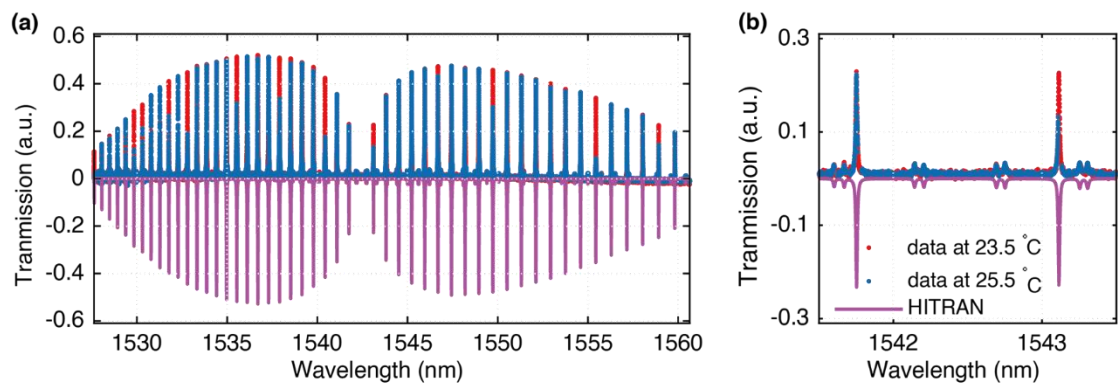 (a)
Tranmission (a.u.)
0.6
0.4
0.2
0
-0.2
-0.4
-0.6
1530 1535 1540 1545 1550 1555 1560
Wavelength (nm)
(b)
Tranmission (a.u.)
0.3
0.1
-0.1
-0.3
data at 23.5 °C
data at 25.5 °C
HITRAN
1542 1543
Wavelength (nm)